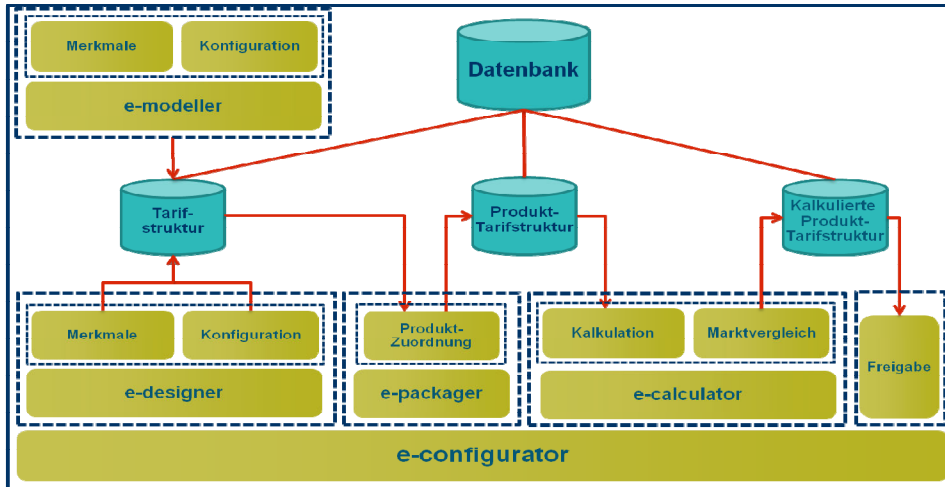 Merkmale
Konfiguration
e-modeller
Datenbank
Tarif-
struktur
Produkt-
Tarifstruktur
Kalkulierte
Produkt-
Tarifstruktur
Merkmale
Konfiguration
e-designer
Produkt-
Zuordnung
e-packager
Kalkulation
Marktvergleich
e-calculator
Freigabe
e-configurator